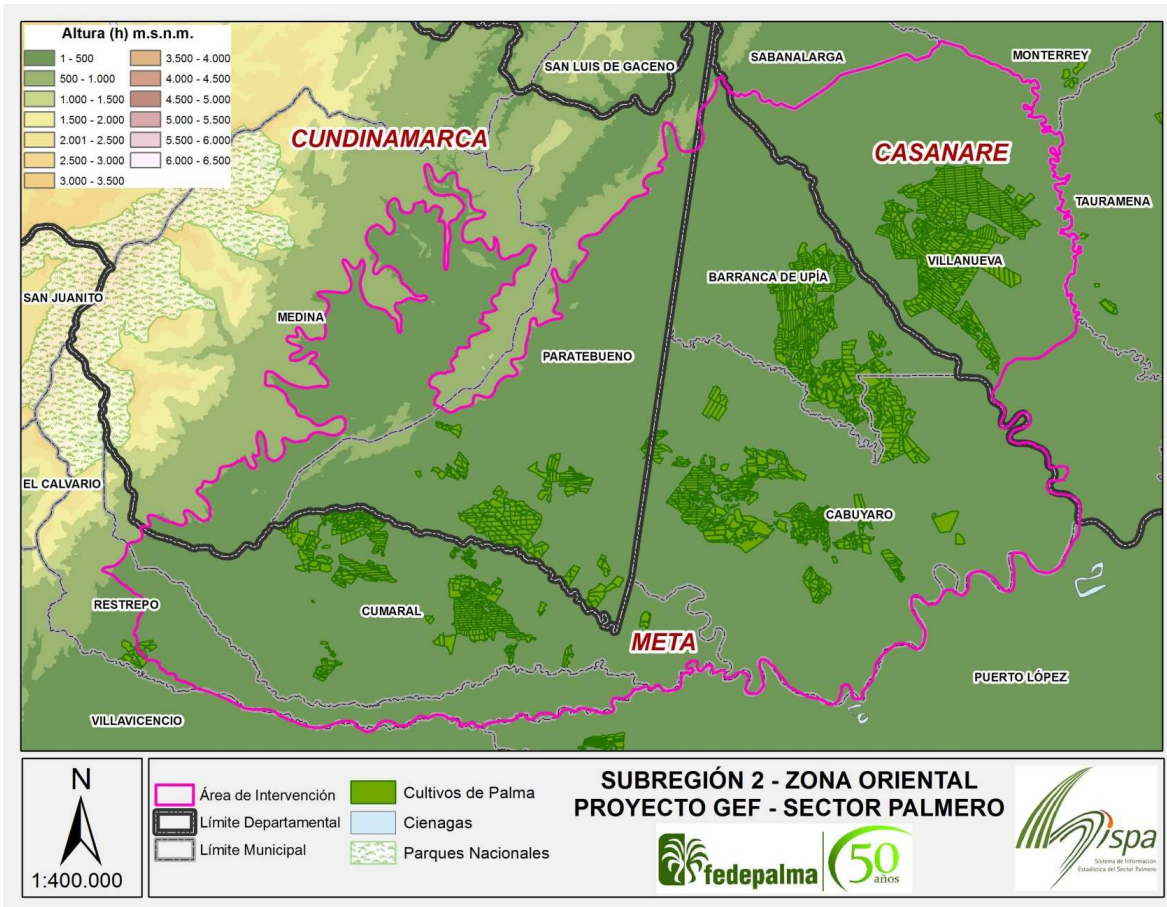 Altura (h) m.s.n.m.
1 - 500
500 - 1.000
1.000 - 1.500
1.500 - 2.000
2.001 - 2.500
2.500 - 3.000
3.000 - 3.500
3.500 - 4.000
4.000 - 4.500
4.500 - 5.000
5.000 - 5.500
5.500 - 6.000
6.000 - 6.500
SAN LUIS DE GACENO
SABANALARGA
MONTERREY
CUNDINAMARCA
CASANARE
TAURAMENA
VILLANUEVA
BARRANCA DE UPÍA
SAN JUANITO
MEDINA
PARATEBUENO
EL CALVARIO
CABUYARO
RESTREPO
CUMARAL
META
PUERTO LÓPEZ
VILLAVICENCIO
N
1:400.000
Área de Intervención
Límite Departamental
Límite Municipal
Cultivos de Palma
Cienagas
Parques Nacionales
SUBREGIÓN 2 - ZONA ORIENTAL
PROYECTO GEF - SECTOR PALMERO
fedepalma
50
años
Sispa
Sistema de Información
Estadística del Sector Palmero